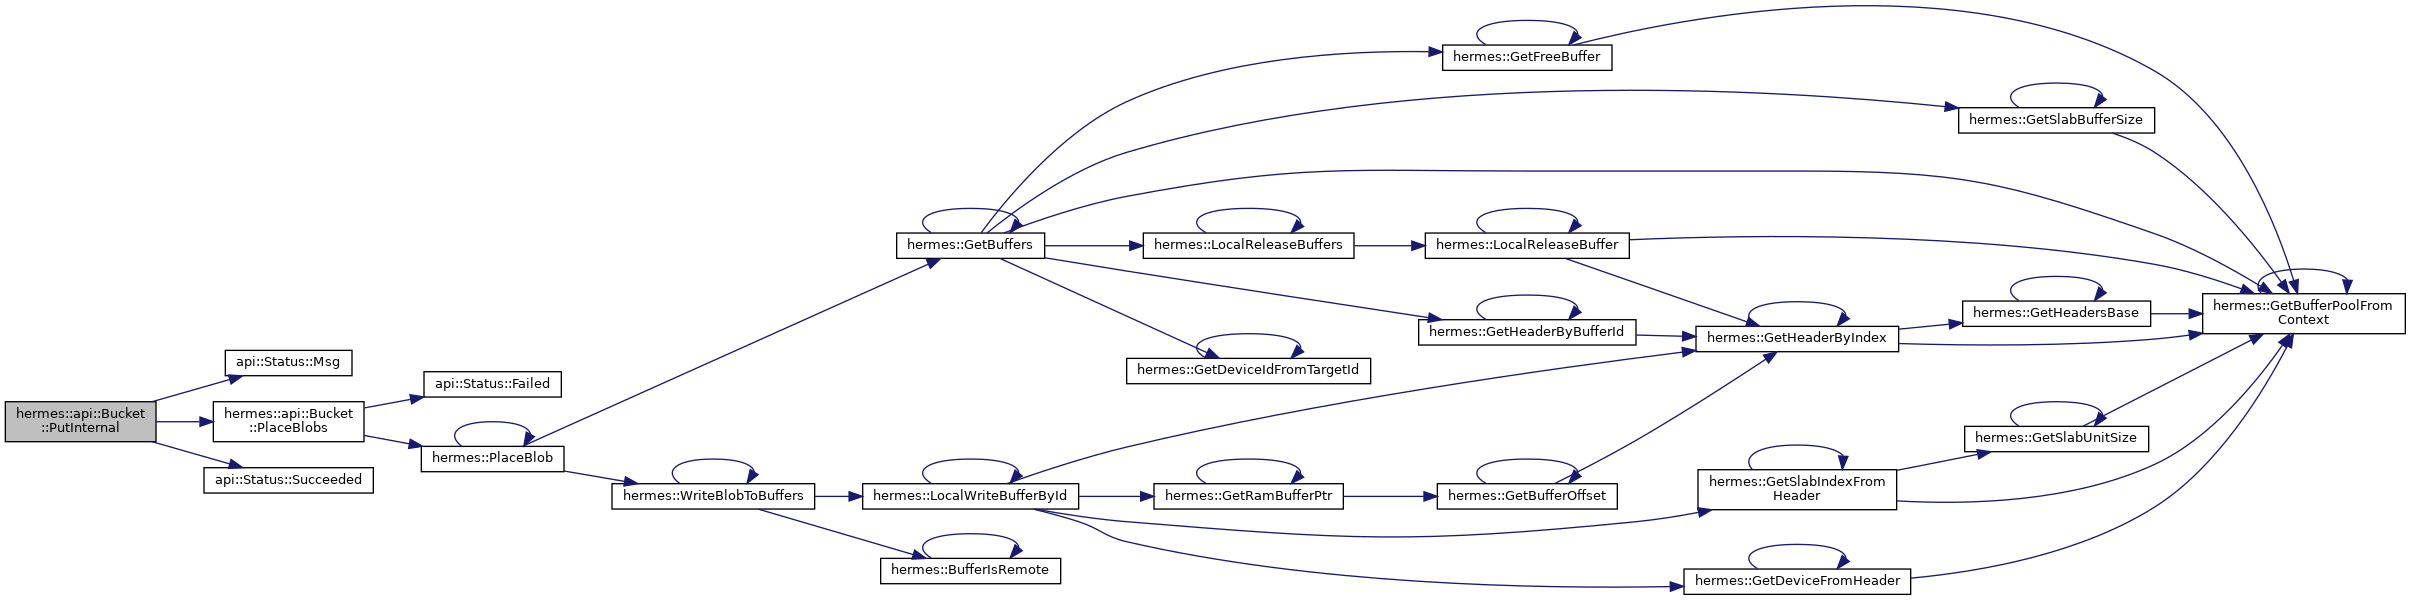 hermes::api::Bucket
::PutInternal
api::Status::Msg
hermes::api::Bucket
::PlaceBlobs
api::Status::Succeeded
api::Status::Failed
hermes::PlaceBlob
hermes::WriteBlobToBuffers
hermes::GetBuffers
hermes::LocalWriteBufferById
hermes::BufferIsRemote
hermes::LocalReleaseBuffers
hermes::GetDeviceIdFromTargetId
hermes::GetRamBufferPtr
hermes::GetFreeBuffer
hermes::LocalReleaseBuffer
hermes::GetHeaderByBufferId
hermes::GetBufferOffset
hermes::GetHeaderByIndex
hermes::GetSlabIndexFrom
Header
hermes::GetDeviceFromHeader
hermes::GetSlabBufferSize
hermes::GetHeadersBase
hermes::GetSlabUnitSize
hermes::GetBufferPoolFrom
Context